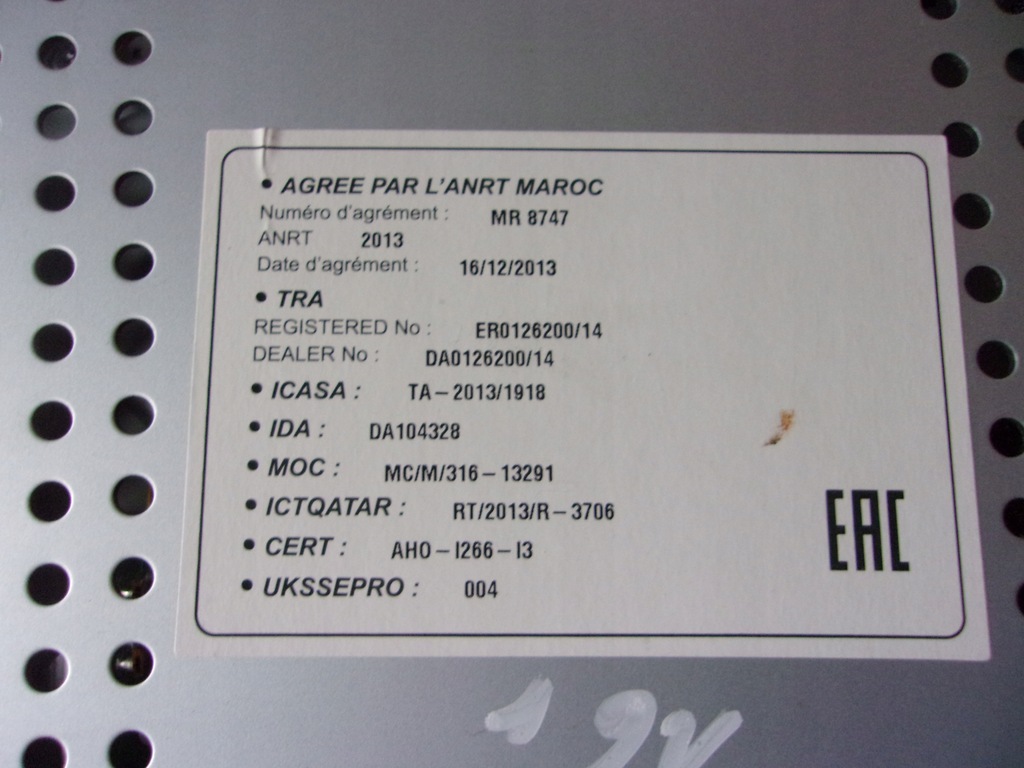 • AGREE PAR L'ANRT MAROC
Numéro d'agrément : MR 8747
ANRT 2013
Date d'agrément : 16/12/2013
• TRA
REGISTERED No : ER0126200/14
DEALER No : DA0126200/14
• ICASA : TA – 2013/1918
• IDA : DA104328
• MOC : MC/M/316 – 13291
• ICTQATAR : RT/2013/R – 3706
• CERT : AHO – I266 – I3
• UKSSEPRO : 004
EAC